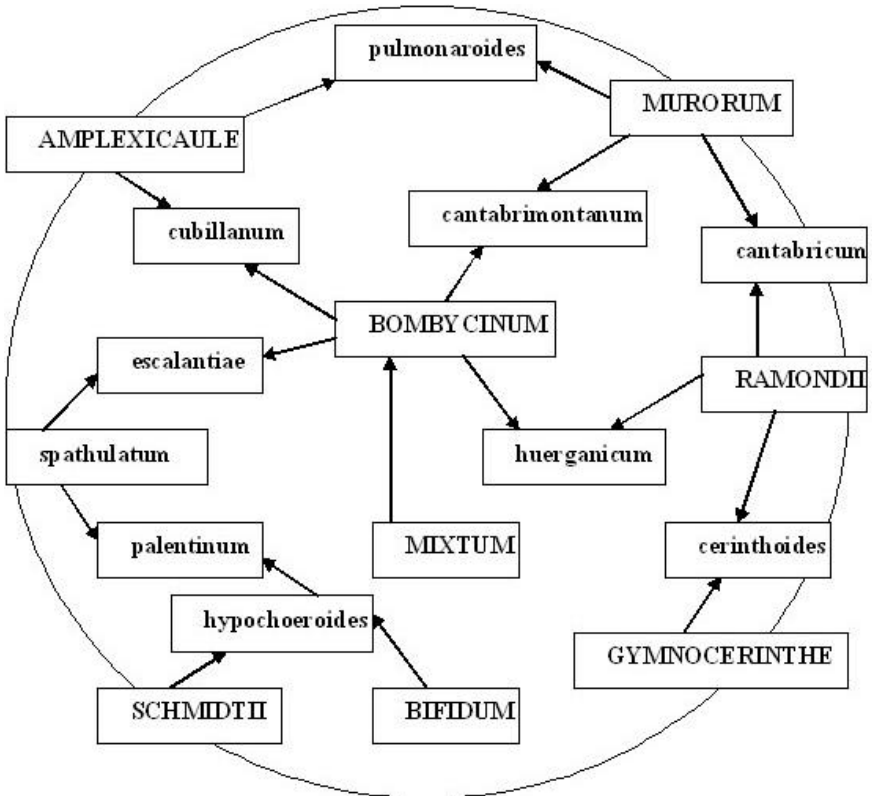 pulmonaroides
MURORUM
AMPLEXICAULE
cantabrimontanum
cubillanum
cantabricum
BOMBYCINUM
escalantiae
RAMONDII
spathulatum
huerganicum
palentinum
MIXTUM
cerinthoides
hypochoeroides
GYMNOCERINTHE
SCHMIDTII
BIFIDUM